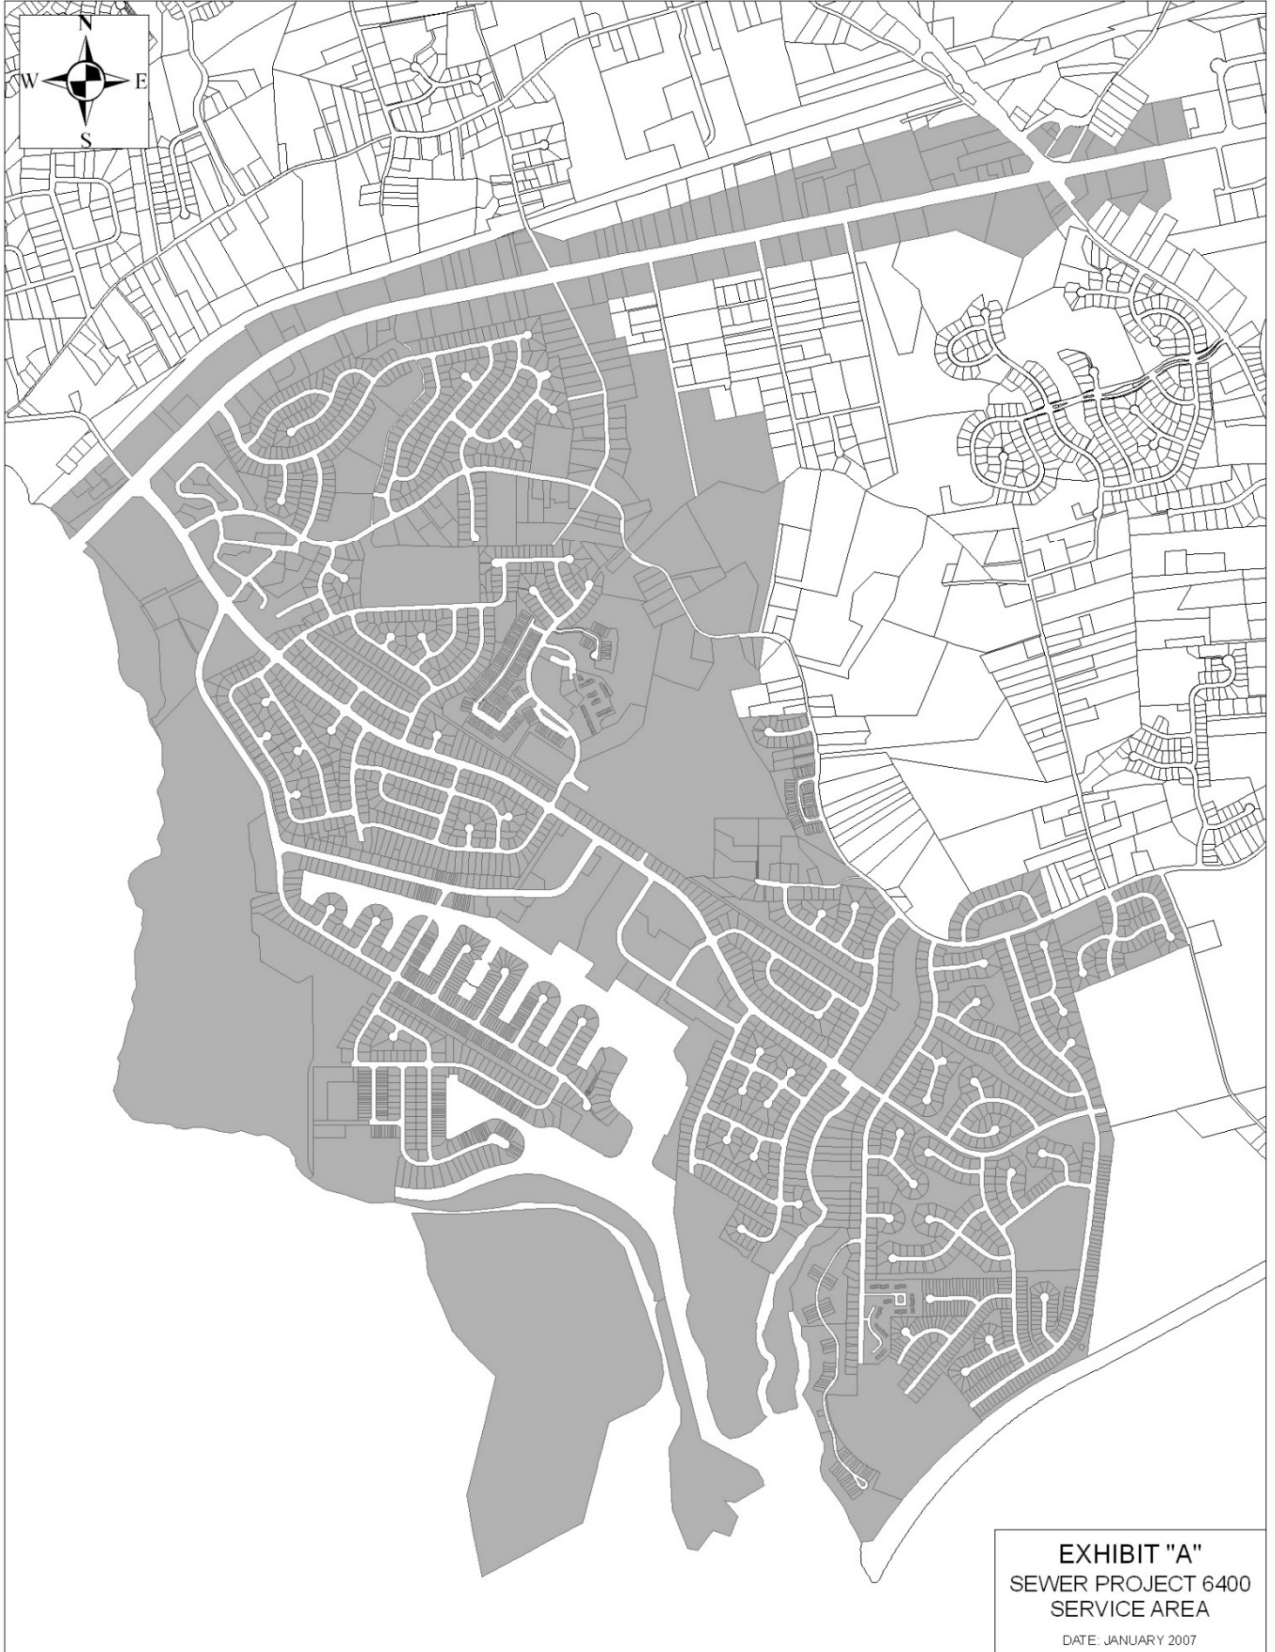 N
W E
S
EXHIBIT "A"
SEWER PROJECT 6400
SERVICE AREA
DATE: JANUARY 2007